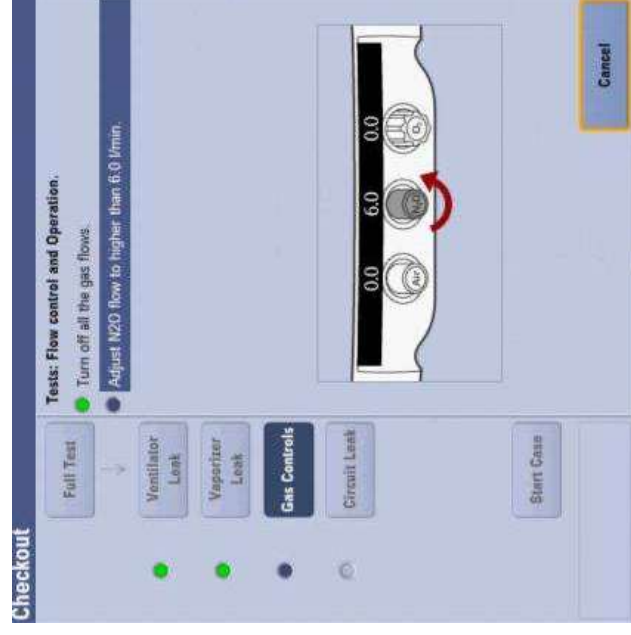 Checkout
Full Test
Ventilator
Leak
Vaporizer
Leak
Gas Controls
Circuit Leak
Start Case
Tests: Flow control and Operation.
Turn off all the gas flows.
Adjust N2O flow to higher than 6.0 l/min.
0.0 6.0 0.0
Air N₂O O₂
Cancel